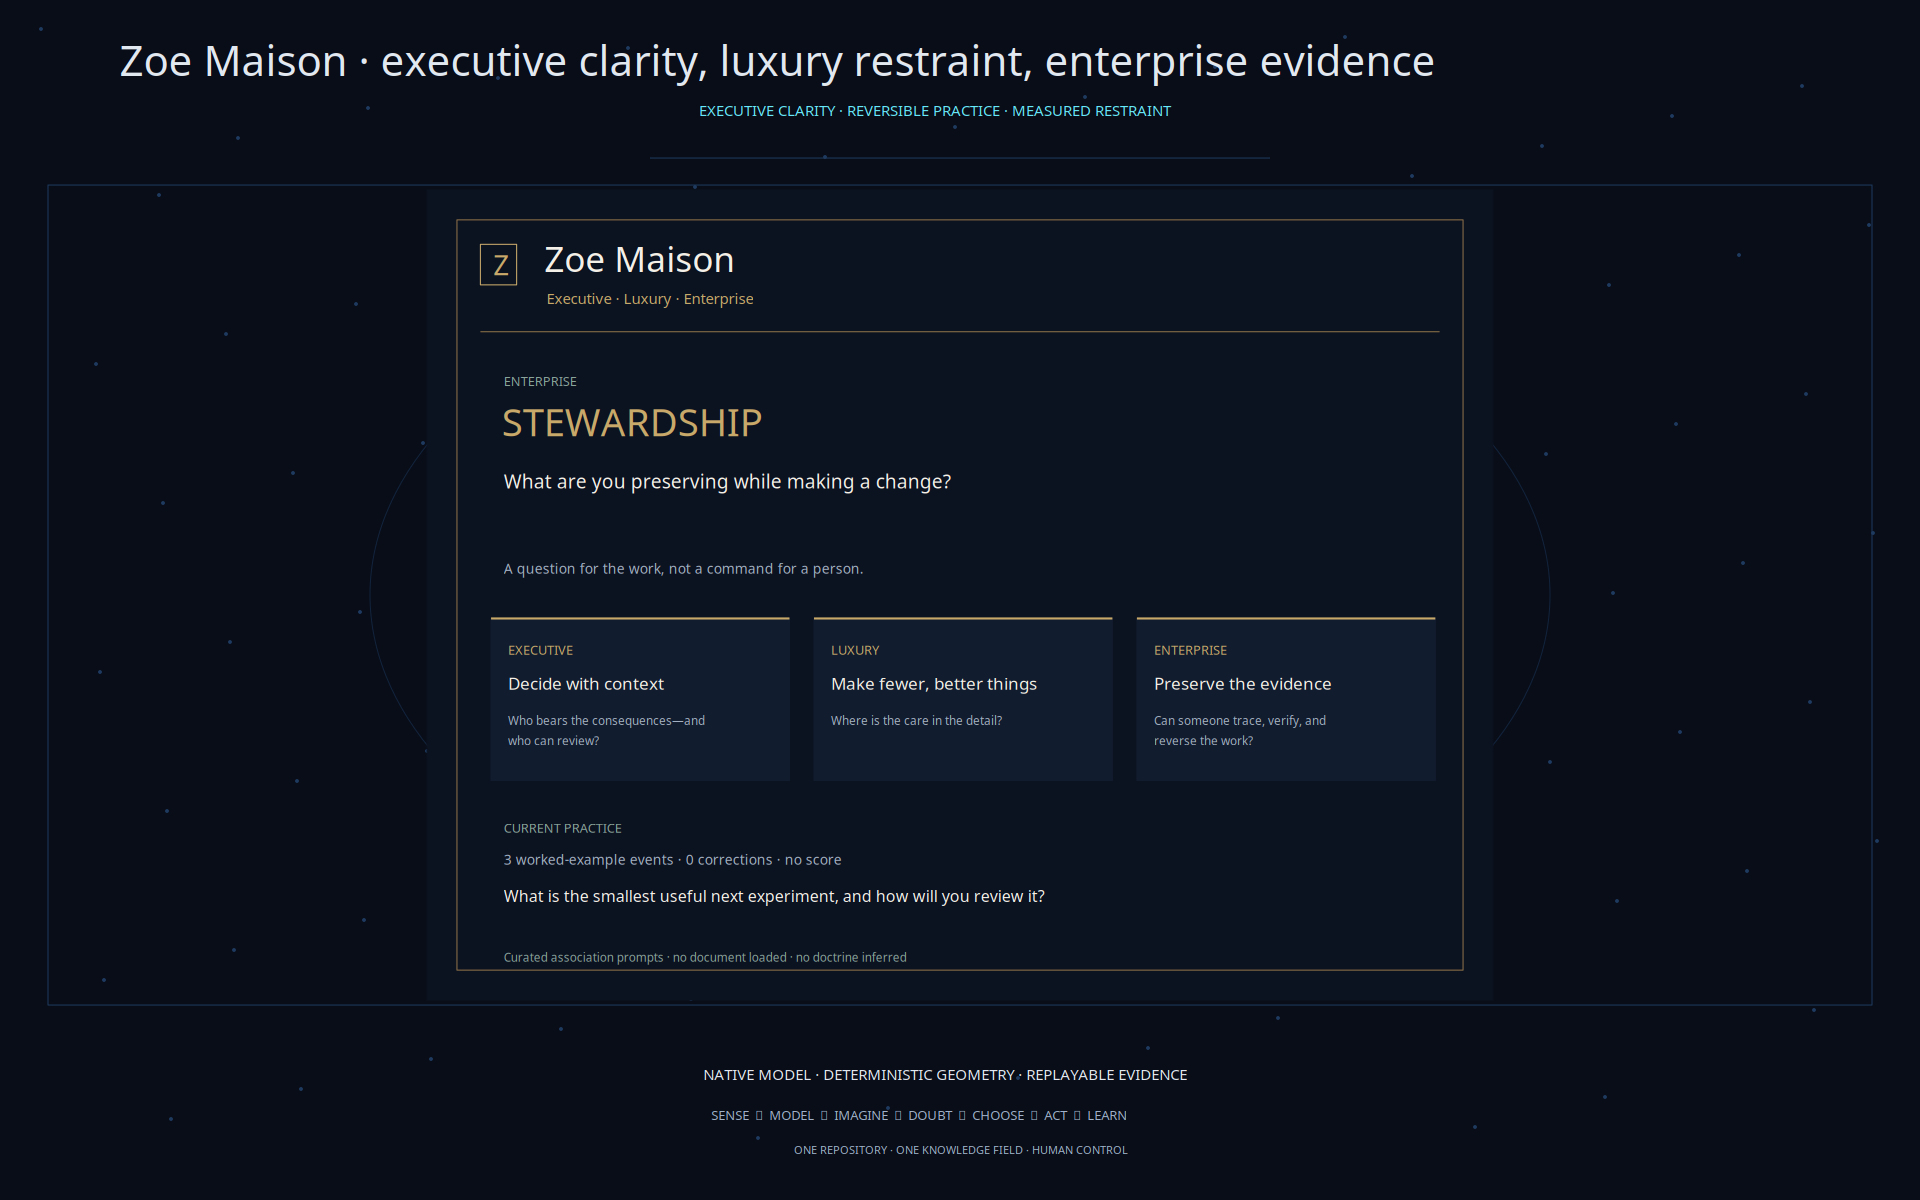 Zoe Maison · executive clarity, luxury restraint, enterprise evidence
EXECUTIVE CLARITY · REVERSIBLE PRACTICE · MEASURED RESTRAINT
Z
Zoe Maison
Executive · Luxury · Enterprise
ENTERPRISE
STEWARDSHIP
What are you preserving while making a change?
A question for the work, not a command for a person.
EXECUTIVE
Decide with context
Who bears the consequences—and
who can review?
LUXURY
Make fewer, better things
Where is the care in the detail?
ENTERPRISE
Preserve the evidence
Can someone trace, verify, and
reverse the work?
CURRENT PRACTICE
3 worked-example events · 0 corrections · no score
What is the smallest useful next experiment, and how will you review it?
Curated association prompts · no document loaded · no doctrine inferred
NATIVE MODEL · DETERMINISTIC GEOMETRY · REPLAYABLE EVIDENCE
SENSE ▯ MODEL ▯ IMAGINE ▯ DOUBT ▯ CHOOSE ▯ ACT ▯ LEARN
ONE REPOSITORY · ONE KNOWLEDGE FIELD · HUMAN CONTROL